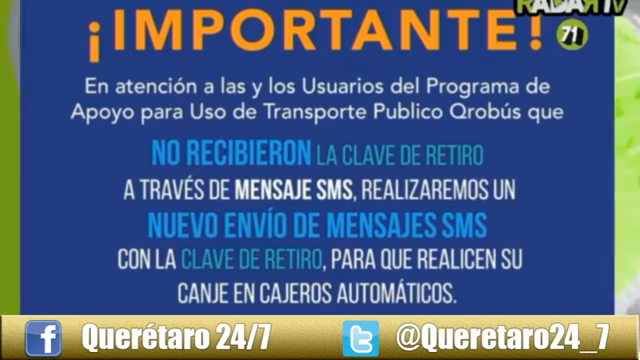 RADAR TV
71
¡IMPORTANTE!
En atención a las y los Usuarios del Programa de
Apoyo para Uso de Transporte Publico Qrobús que
NO RECIBIERON LA CLAVE DE RETIRO
A TRAVÉS DE MENSAJE SMS, REALIZAREMOS UN
NUEVO ENVÍO DE MENSAJES SMS
CON LA CLAVE DE RETIRO, PARA QUE REALICEN SU
CANJE EN CAJEROS AUTOMÁTICOS.
Querétaro 24/7
@Queretaro24_7